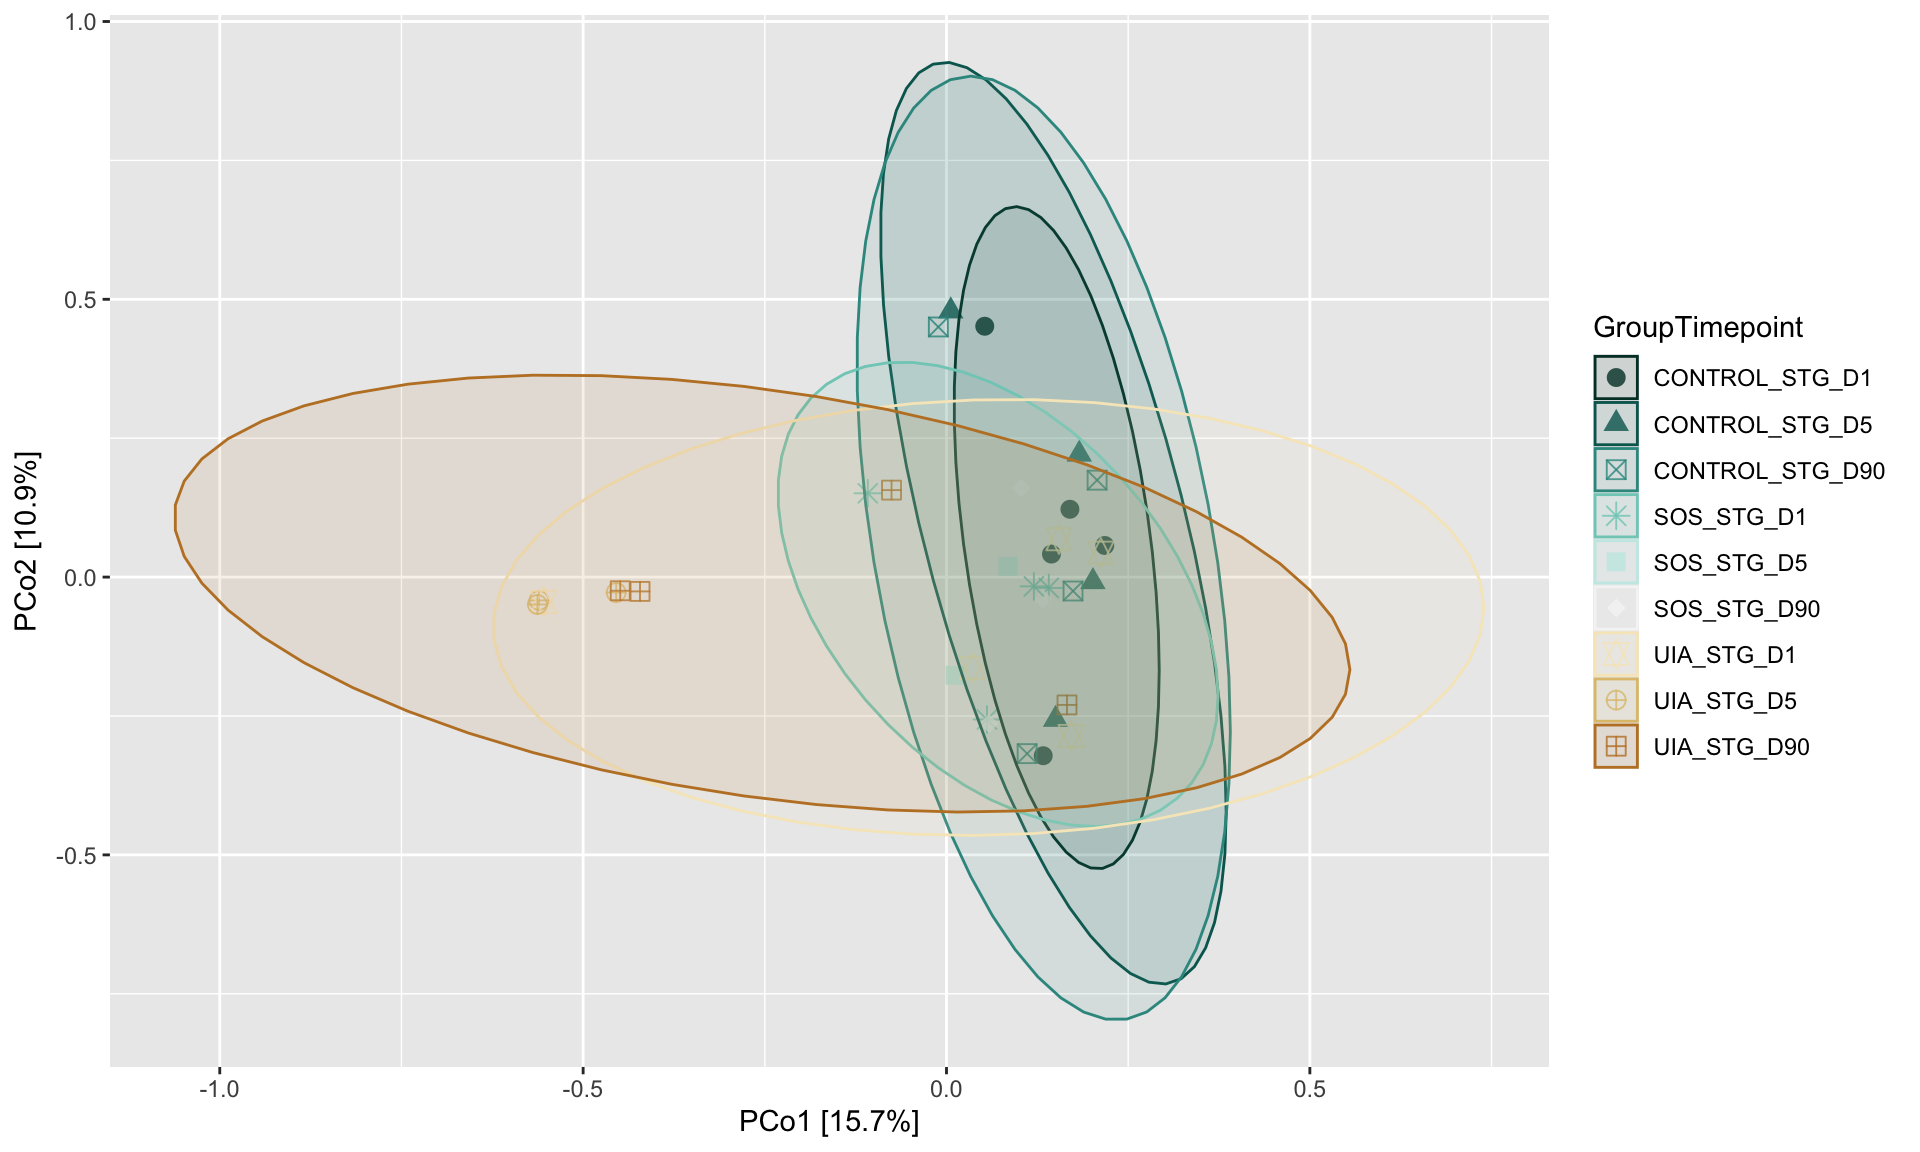 1.0
0.5
0.0
-0.5
PCo2 [10.9%]
-1.0
-0.5
0.0
0.5
PCo1 [15.7%]
GroupTimepoint
CONTROL_STG_D1
CONTROL_STG_D5
CONTROL_STG_D90
SOS_STG_D1
SOS_STG_D5
SOS_STG_D90
UIA_STG_D1
UIA_STG_D5
UIA_STG_D90